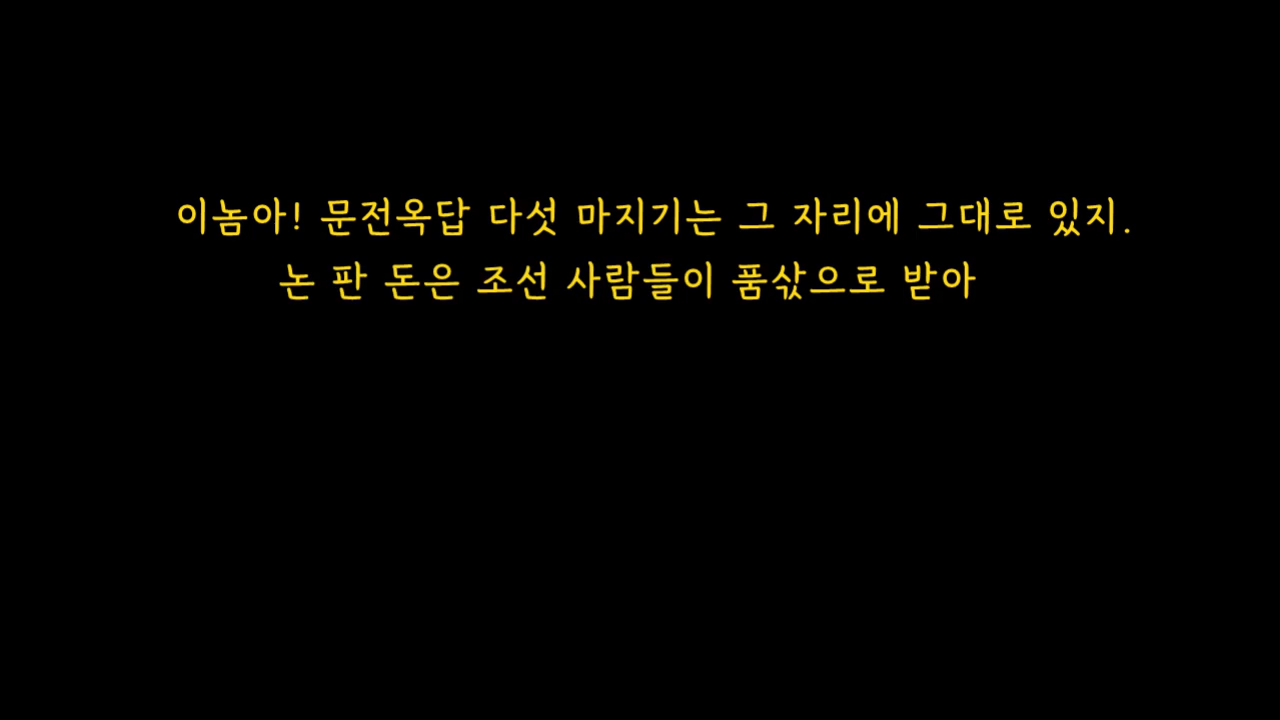 이놈아! 문전옥답 다섯 마지기는 그 자리에 그대로 있지.
논 판 돈은 조선 사람들이 품삯으로 받아